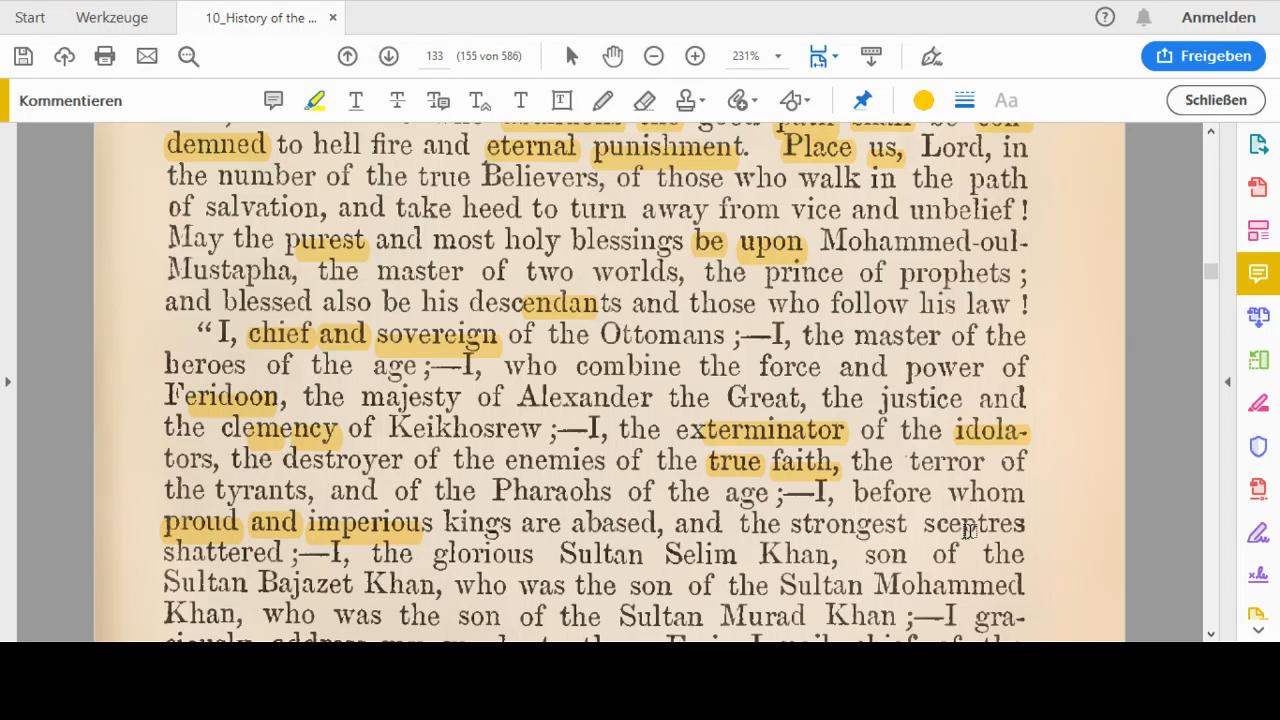 Start Werkzeuge 10_History of the ... × Anmelden
133 (155 von 586) 231% Freigeben
Kommentieren Aa Schließen
demned to hell fire and eternal punishment. Place us, Lord, in
the number of the true Believers, of those who walk in the path
of salvation, and take heed to turn away from vice and unbelief!
May the purest and most holy blessings be upon Mohammed-oul-
Mustapha, the master of two worlds, the prince of prophets;
and blessed also be his descendants and those who follow his law!
“I, chief and sovereign of the Ottomans;—I, the master of the
heroes of the age;—I, who combine the force and power of
Feridoon, the majesty of Alexander the Great, the justice and
the clemency of Keikhosrew;—I, the exterminator of the idola-
tors, the destroyer of the enemies of the true faith, the terror of
the tyrants, and of the Pharaohs of the age;—I, before whom
proud and imperious kings are abased, and the strongest sceptres
shattered;—I, the glorious Sultan Selim Khan, son of the
Sultan Bajazet Khan, who was the son of the Sultan Mohammed
Khan, who was the son of the Sultan Murad Khan;—I gra-